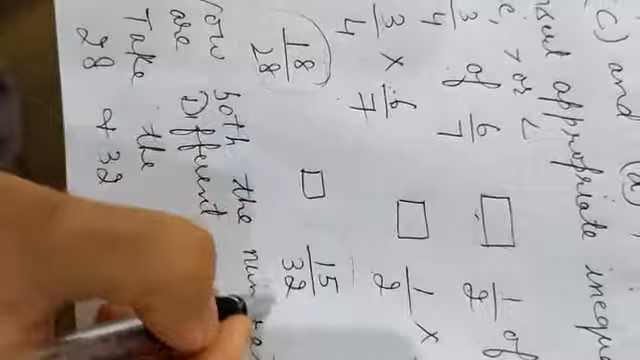 (C) and (d)
insert appropriate inequa
> or <
3/4 of 6/7 □ 1/2 of
3/4 × 6/7 □ 1/2 ×
18/28 □ 15/32
Now both the number
are Different
Take the
28 & 32